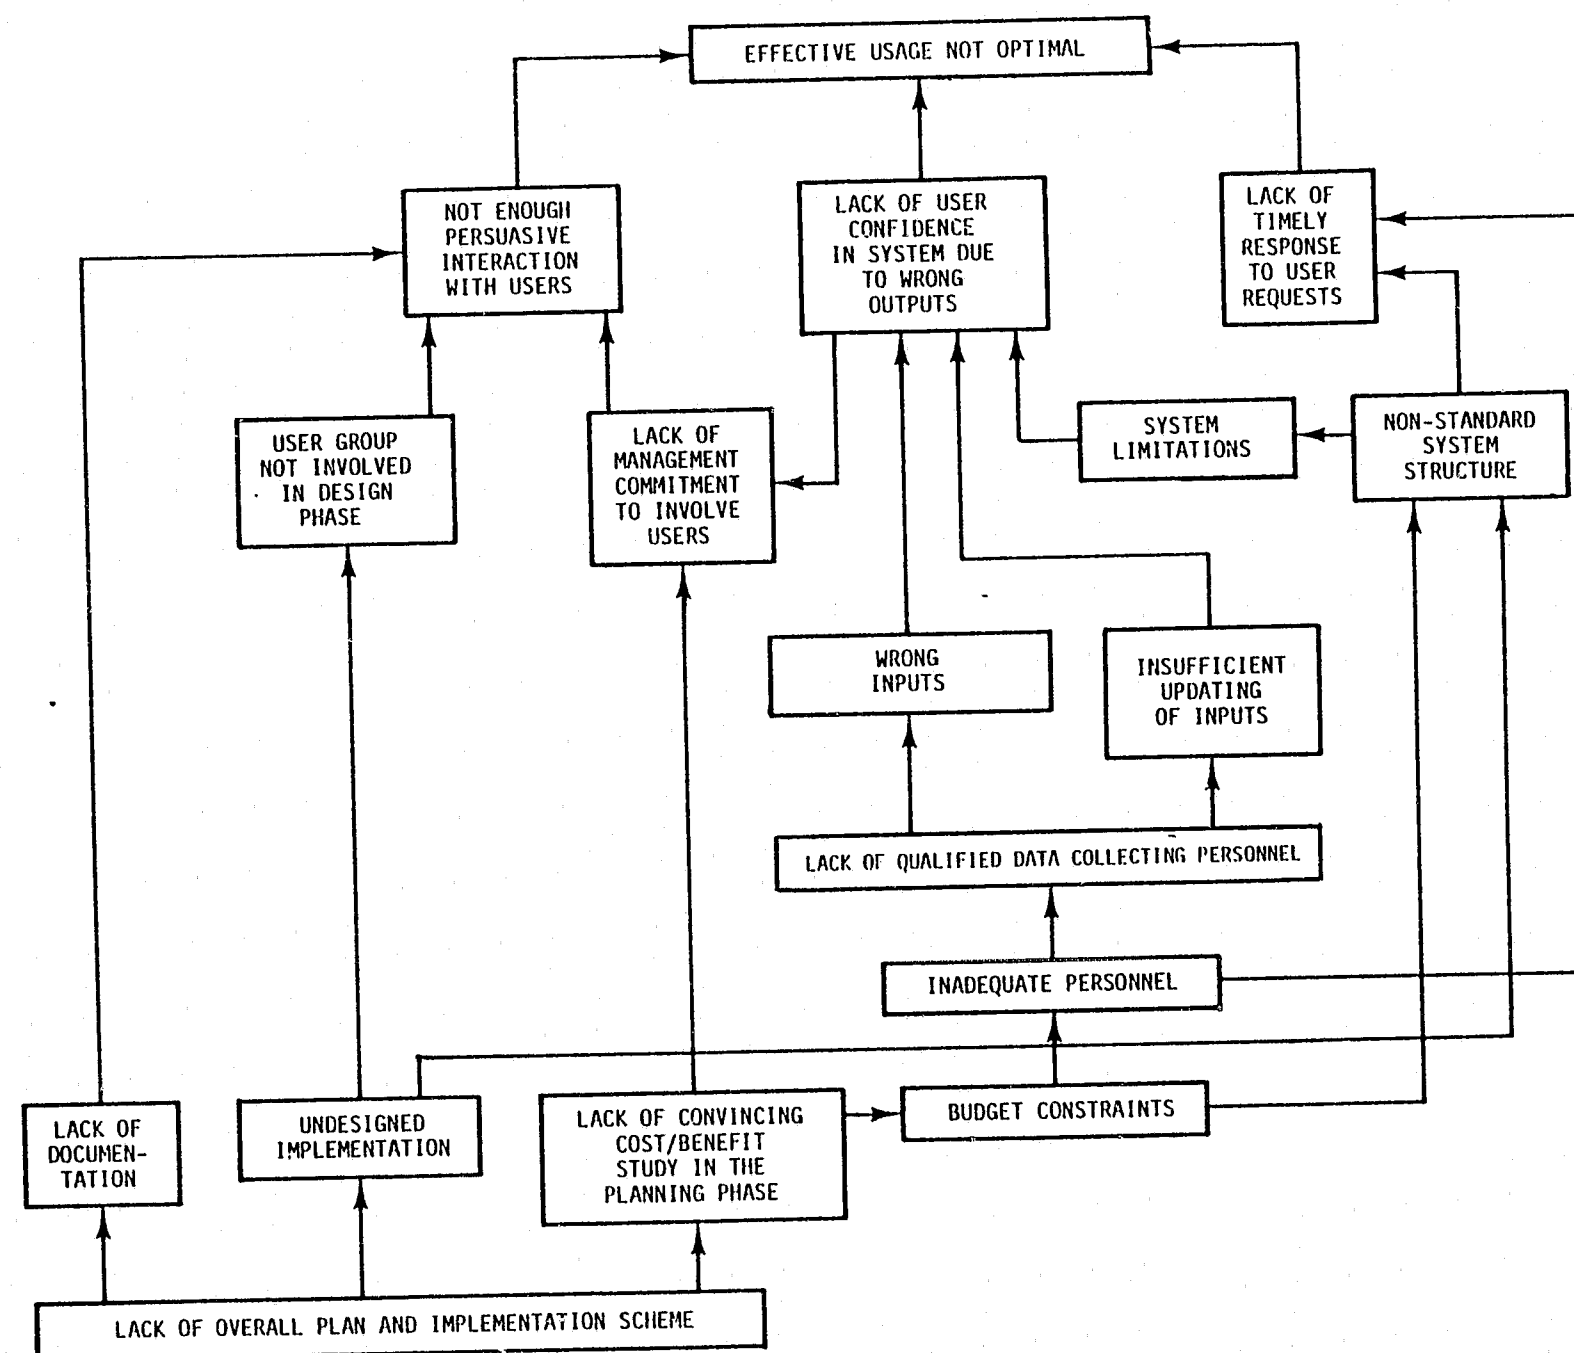 EFFECTIVE USAGE NOT OPTIMAL
NOT ENOUGH
PERSUASIVE
INTERACTION
WITH USERS
LACK OF USER
CONFIDENCE
IN SYSTEM DUE
TO WRONG
OUTPUTS
LACK OF
TIMELY
RESPONSE
TO USER
REQUESTS
USER GROUP
NOT INVOLVED
IN DESIGN
PHASE
LACK OF
MANAGEMENT
COMMITMENT
TO INVOLVE
USERS
SYSTEM
LIMITATIONS
NON-STANDARD
SYSTEM
STRUCTURE
WRONG
INPUTS
INSUFFICIENT
UPDATING
OF INPUTS
LACK OF QUALIFIED DATA COLLECTING PERSONNEL
INADEQUATE PERSONNEL
LACK OF
DOCUMEN-
TATION
UNDESIGNED
IMPLEMENTATION
LACK OF CONVINCING
COST/BENEFIT
STUDY IN THE
PLANNING PHASE
BUDGET CONSTRAINTS
LACK OF OVERALL PLAN AND IMPLEMENTATION SCHEME